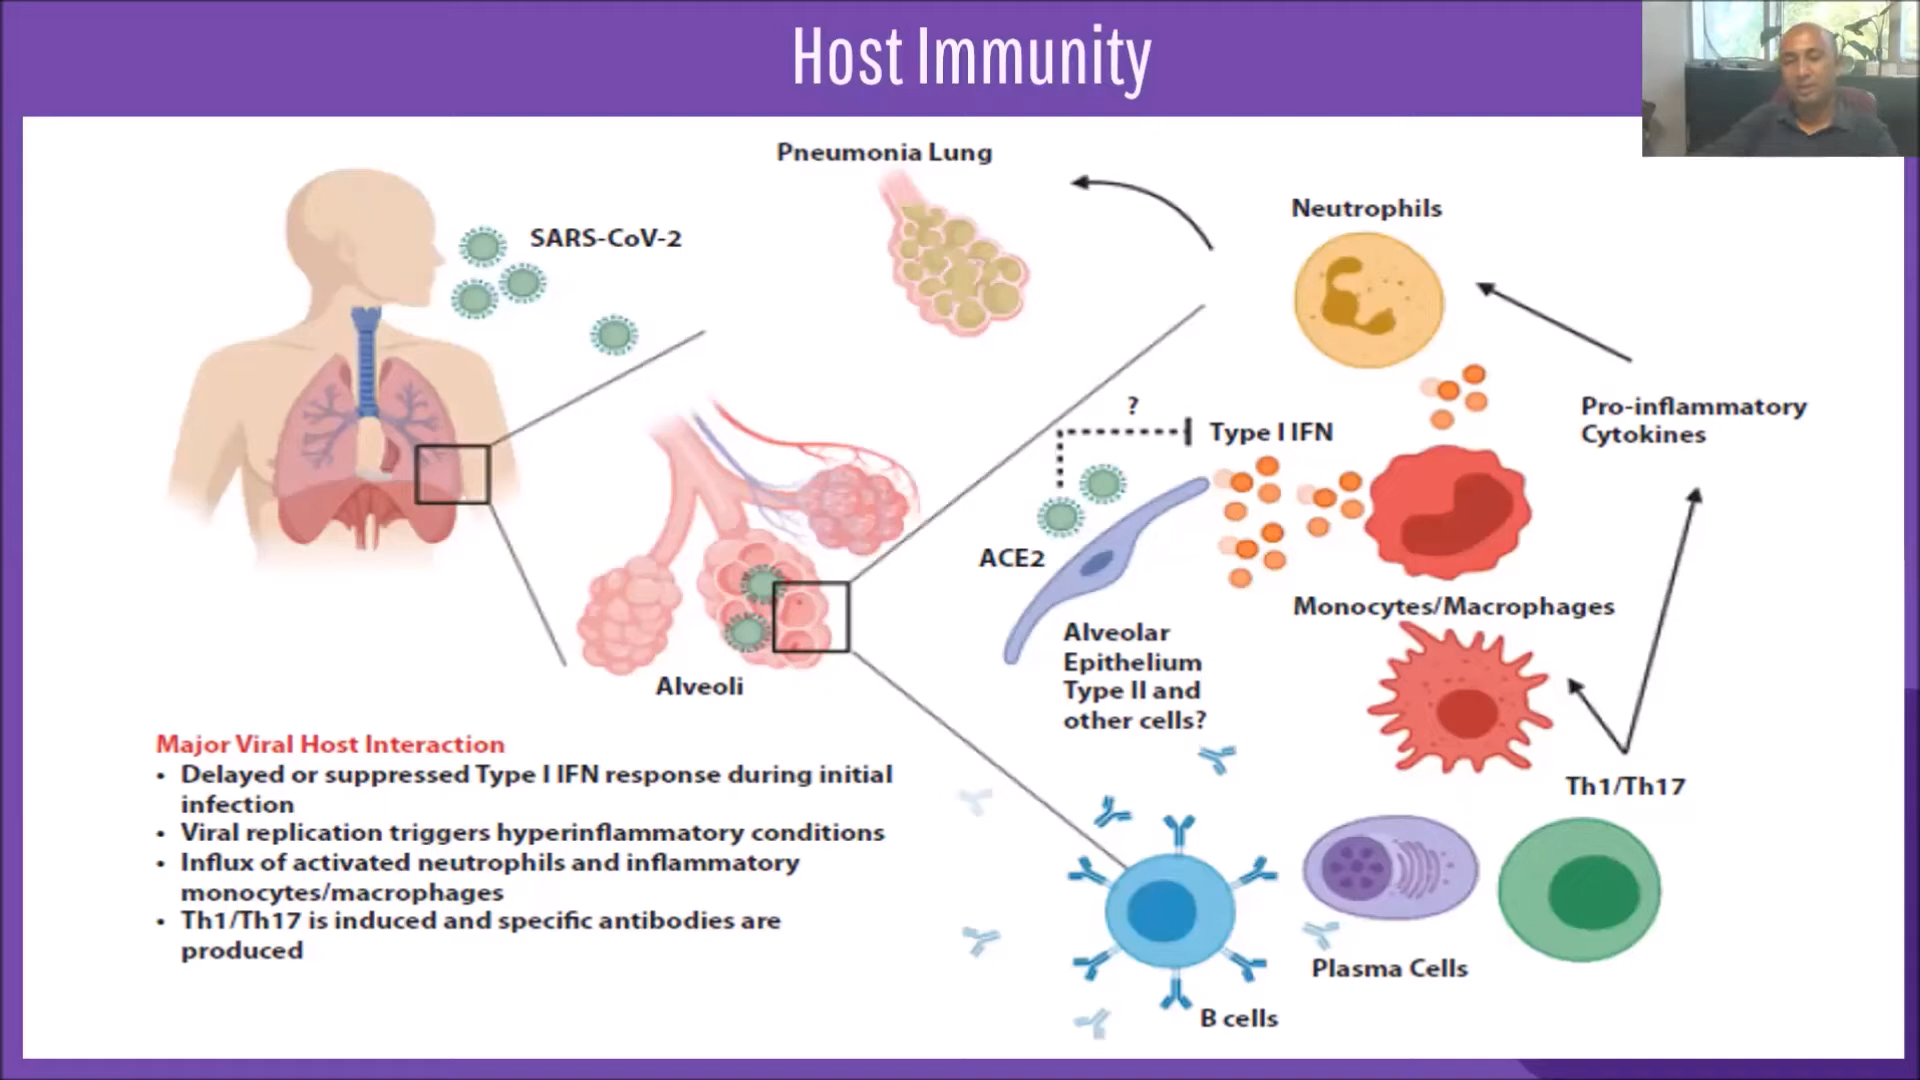 Host Immunity
Pneumonia Lung
SARS-CoV-2
Neutrophils
?
Type I IFN
Pro-inflammatory
Cytokines
ACE2
Monocytes/Macrophages
Alveolar
Epithelium
Type II and
other cells?
Alveoli
Th1/Th17
Plasma Cells
B cells
Major Viral Host Interaction
• Delayed or suppressed Type I IFN response during initial
infection
• Viral replication triggers hyperinflammatory conditions
• Influx of activated neutrophils and inflammatory
monocytes/macrophages
• Th1/Th17 is induced and specific antibodies are
produced